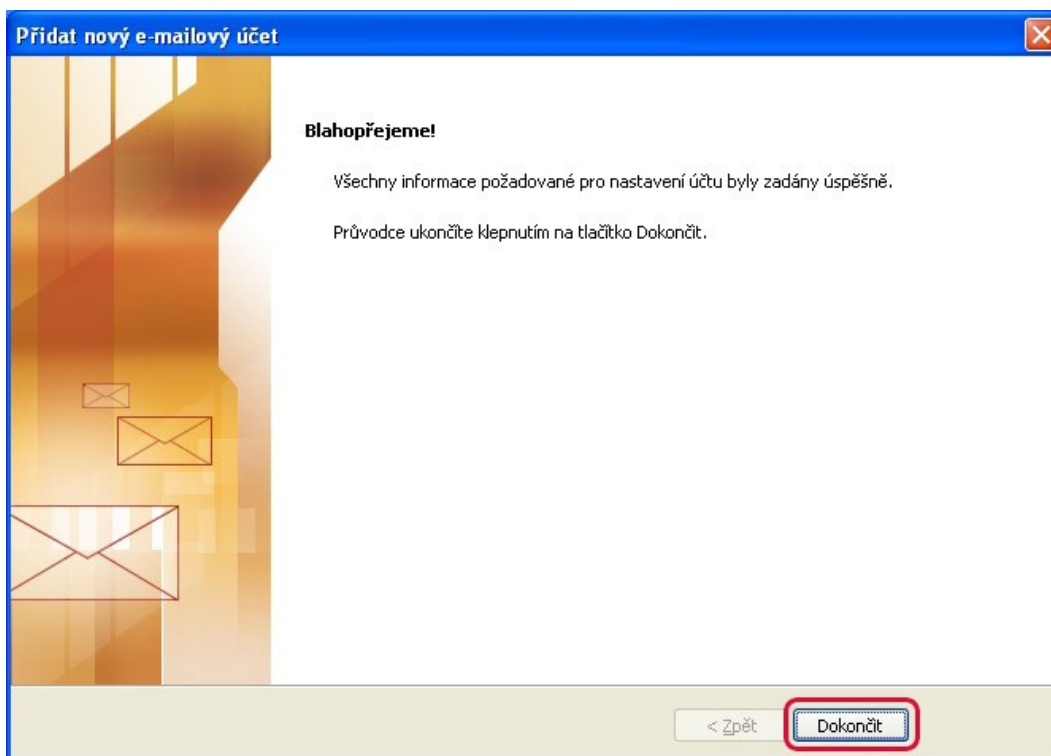 Přidat nový e-mailový účet
Blahopřejeme!
Všechny informace požadované pro nastavení účtu byly zadány úspěšně.
Průvodce ukončíte klepnutím na tlačítko Dokončit.
< Zpět
Dokončit